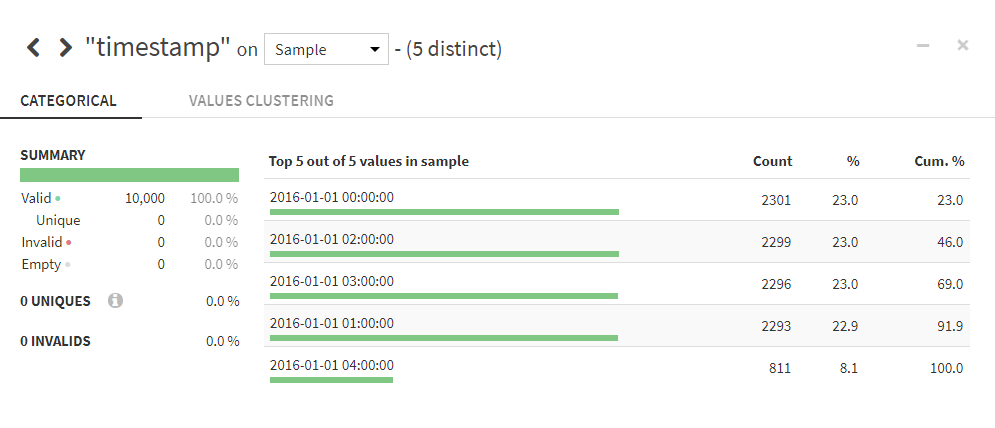 "timestamp" on Sample - (5 distinct)
CATEGORICAL VALUES CLUSTERING
SUMMARY
Valid 10,000 100.0 %
Unique 0 0.0 %
Invalid 0 0.0 %
Empty 0 0.0 %
0 UNIQUES 0.0 %
0 INVALIDS 0.0 %
Top 5 out of 5 values in sample Count % Cum. %
2016-01-01 00:00:00 2301 23.0 23.0
2016-01-01 02:00:00 2299 23.0 46.0
2016-01-01 03:00:00 2296 23.0 69.0
2016-01-01 01:00:00 2293 22.9 91.9
2016-01-01 04:00:00 811 8.1 100.0